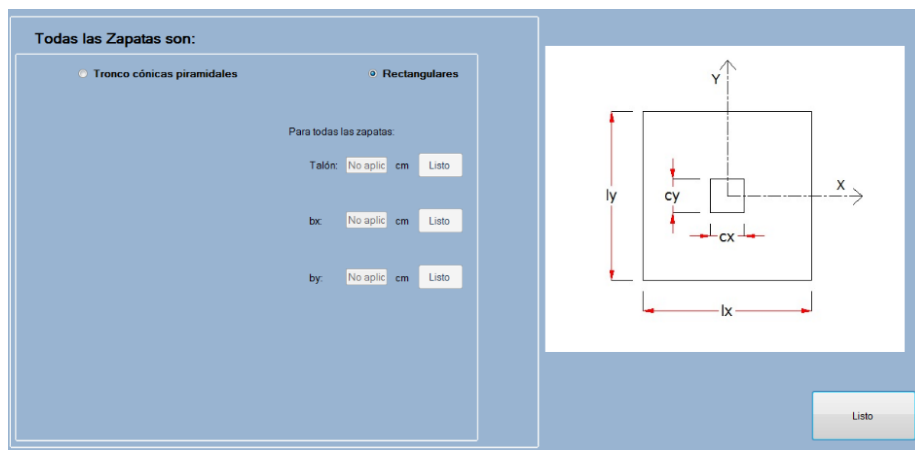 Todas las Zapatas son:
Tronco cónicas piramidales
Rectangulares
Para todas las zapatas:
Talón: No aplic cm Listo
bx: No aplic cm Listo
by: No aplic cm Listo
Y
X
ly
cy
cx
lx
Listo